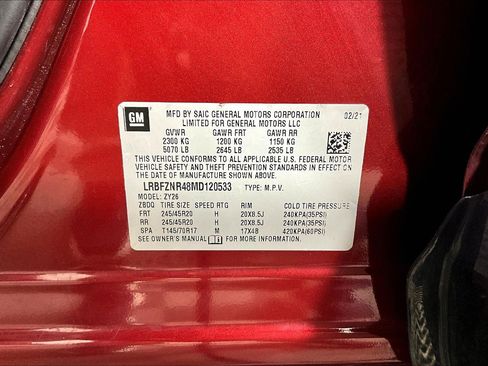 GM
MFD BY SAIC GENERAL MOTORS CORPORATION 02/21
LIMITED FOR GENERAL MOTORS LLC
GVWR GAWR FRT GAWR RR
2300 KG 1200 KG 1150 KG
5070 LB 2645 LB 2535 LB
THIS VEHICLE CONFORMS TO ALL APPLICABLE U.S. FEDERAL MOTOR
VEHICLE SAFETY AND THEFT PREVENTION STANDARDS IN EFFECT ON THE
DATE OF MANUFACTURE SHOWN ABOVE.
LRBFZNR48MD120533 TYPE: M.P.V.
MODEL: ZY26
ZBDQ TIRE SIZE SPEED RTG RIM COLD TIRE PRESSURE
FRT 245/45R20 H 20X8.5J 240KPA(35PSI)
RR 245/45R20 H 20X8.5J 240KPA(35PSI)
SPA T145/70R17 M 17X4B 420KPA(60PSI)
SEE OWNER'S MANUAL FOR MORE INFORMATION.